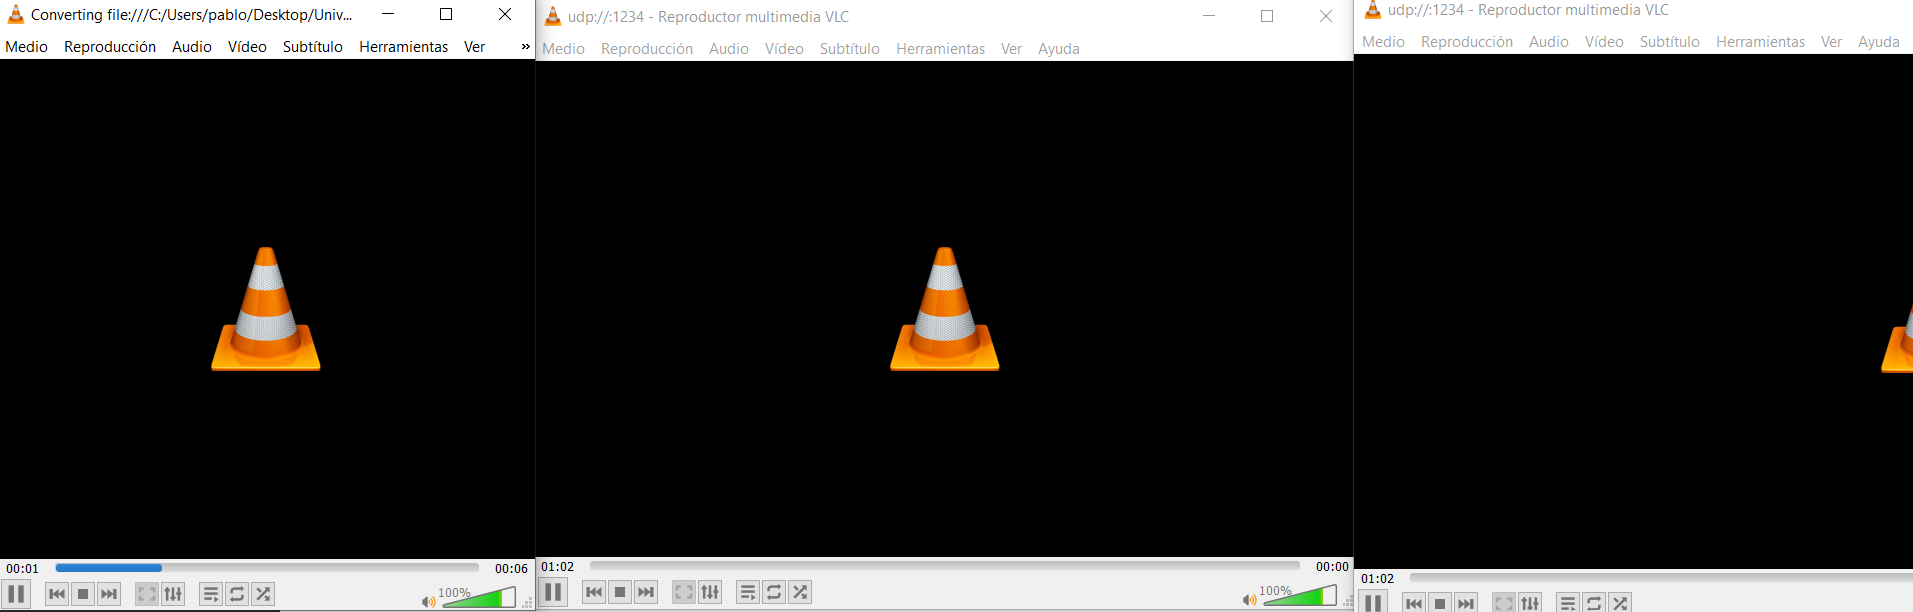 Converting file:///C:/Users/pablo/Desktop/Univ...
Medio Reproducción Audio Vídeo Subtítulo Herramientas Ver »
00:01 00:06
100%
udp://:1234 - Reproductor multimedia VLC
Medio Reproducción Audio Vídeo Subtítulo Herramientas Ver Ayuda
01:02 00:00
100%
udp://:1234 - Reproductor multimedia VLC
Medio Reproducción Audio Vídeo Subtítulo Herramientas Ver Ayuda
01:02